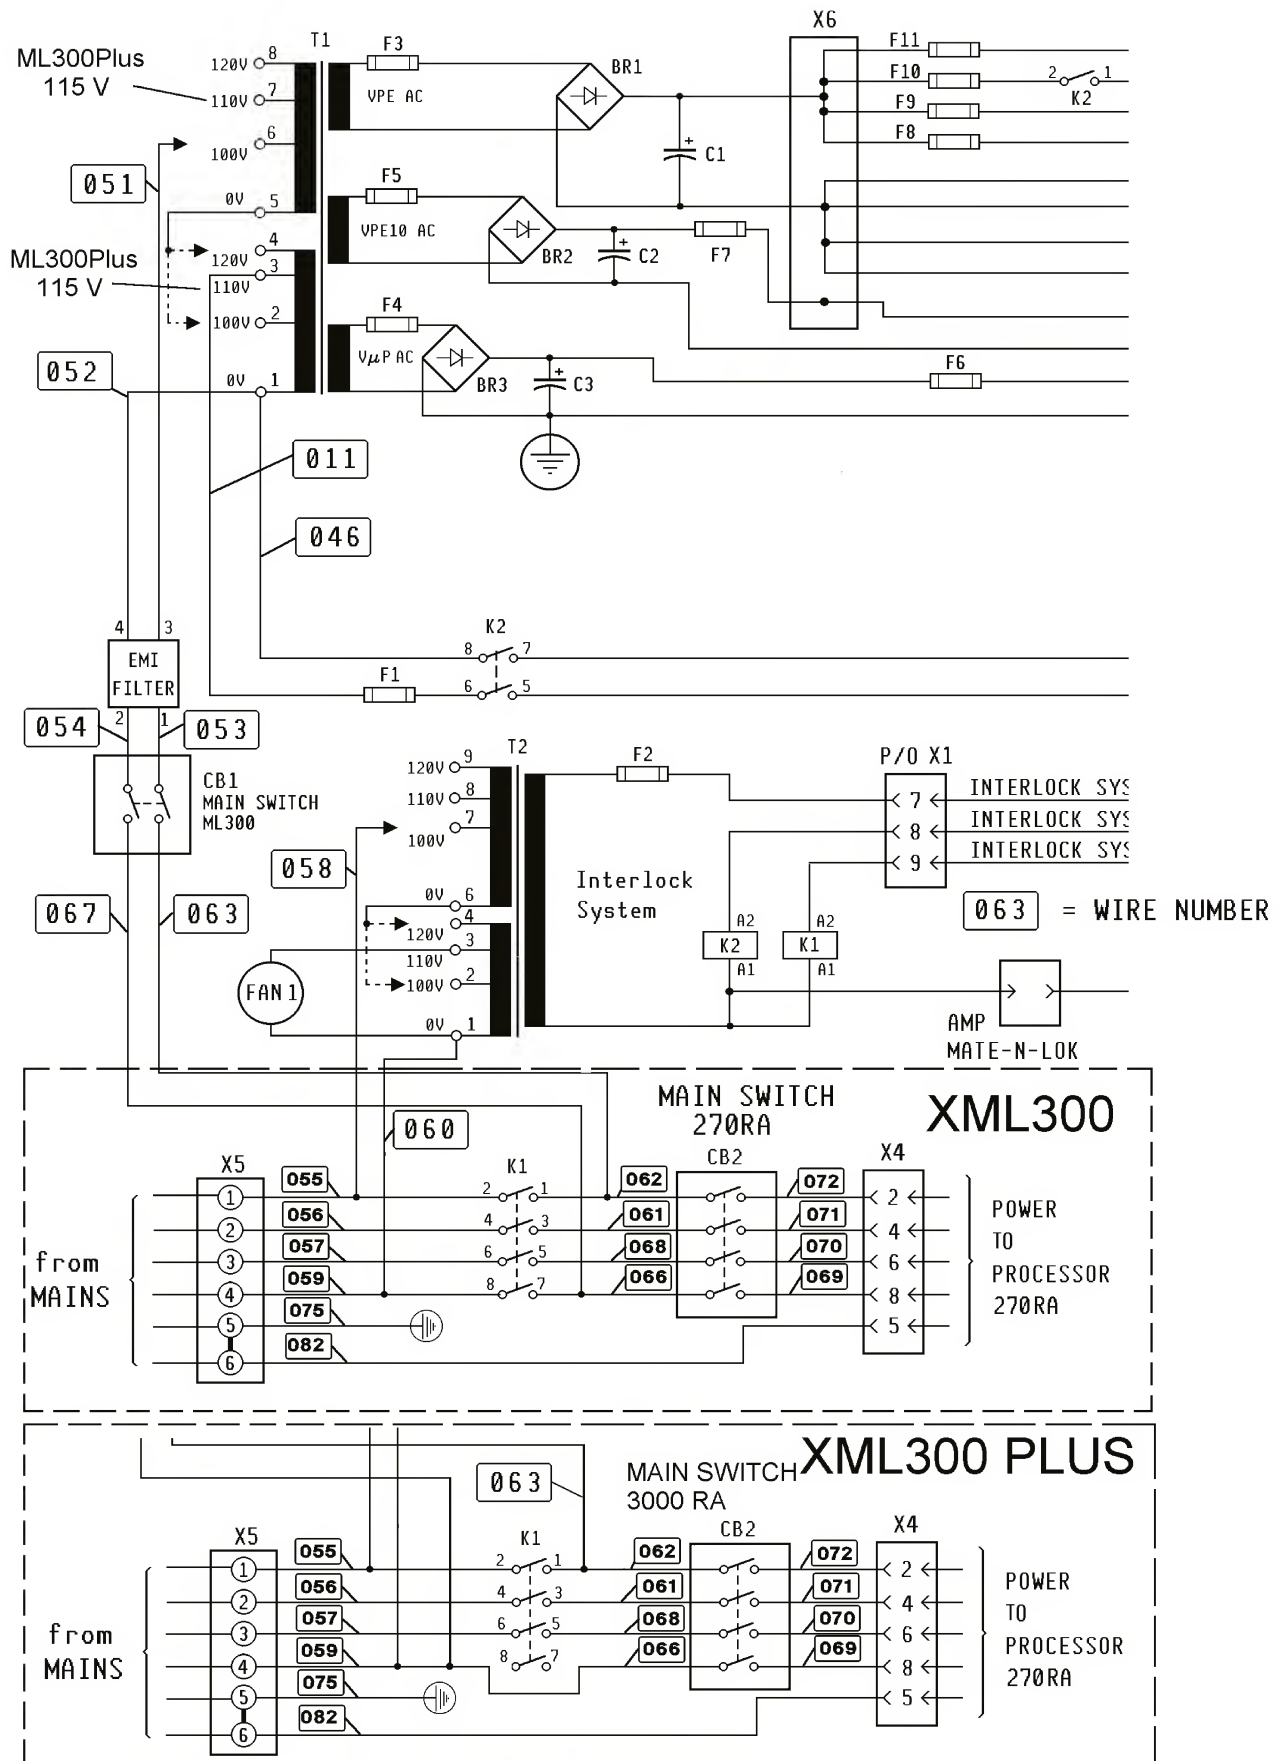 X6
T1
F3
F11
ML300Plus
115 V
120V
8
BR1
F10
2
1
K2
110V
7
VPE AC
F9
6
100V
F8
C1
051
F5
0V
5
4
VPE10 AC
ML300Plus
115 V
120V
3
110V
BR2
C2
F7
100V
2
F4
VµP AC
052
0V
1
BR3
C3
F6
011
046
4
3
K2
8
7
EMI
FILTER
F1
6
5
054
2
1
053
T2
F2
P/O X1
120V
9
CB1
MAIN SWITCH
ML300
110V
8
7
INTERLOCK SYS
7
100V
8
INTERLOCK SYS
9
INTERLOCK SYS
058
Interlock
System
067
063
0V
6
063
= WIRE NUMBER
4
120V
3
110V
A2
K2
A1
A2
K1
A1
2
100V
FAN1
0V
1
AMP
MATE-N-LOK
MAIN SWITCH
270RA
XML300
060
X5
K1
CB2
X4
1
055
2
1
062
072
2
2
056
4
3
061
071
4
3
057
6
5
068
070
6
4
059
8
7
066
069
8
5
075
5
6
082
from
MAINS
POWER
TO
PROCESSOR
270RA
XML300 PLUS
063
MAIN SWITCH
3000 RA
X5
K1
CB2
X4
1
055
2
1
062
072
2
2
056
4
3
061
071
4
3
057
6
5
068
070
6
4
059
8
7
066
069
8
5
075
5
6
082
from
MAINS
POWER
TO
PROCESSOR
270RA